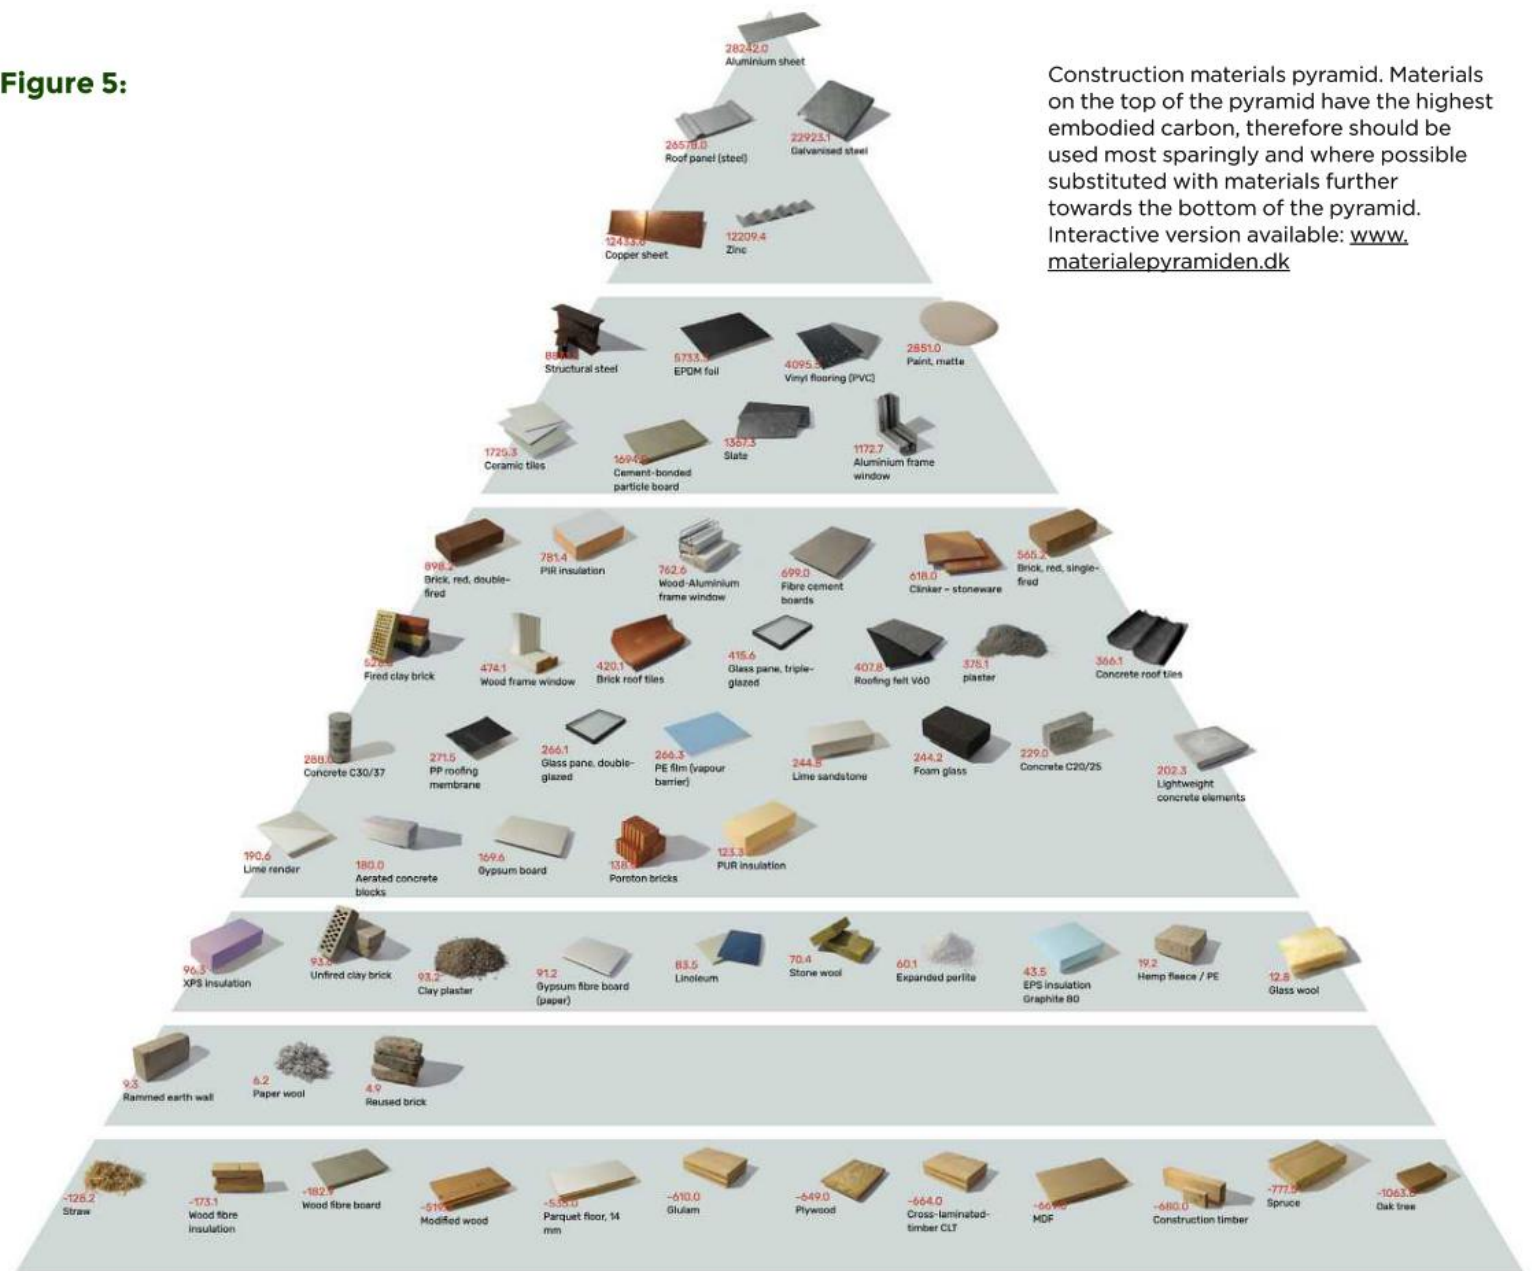 Figure 5:
Construction materials pyramid. Materials
on the top of the pyramid have the highest
embodied carbon, therefore should be
used most sparingly and where possible
substituted with materials further
towards the bottom of the pyramid.
Interactive version available: www.
materialepyramiden.dk
28242.0
Aluminium sheet
Roof panel (steel)
22923.1
Galvanised steel
Copper sheet
12209.4
Zinc
Structural steel
EPDM foil
Vinyl flooring (PVC)
2851.0
Paint, matte
1725.3
Ceramic tiles
Cement-bonded
particle board
1367.3
Slate
1172.7
Aluminium frame
window
Brick, red, double-
fired
781.4
PIR insulation
762.6
Wood-Aluminium
frame window
699.0
Fibre cement
boards
618.0
Clinker - stoneware
565.2
Brick, red, single-
fired
Fired clay brick
474.1
Wood frame window
420.1
Brick roof tiles
415.6
Glass pane, triple-
glazed
407.8
Roofing felt V60
375.1
plaster
366.1
Concrete roof tiles
Concrete C30/37
271.5
PP roofing
membrane
266.1
Glass pane, double-
glazed
266.3
PE film (vapour
barrier)
Lime sandstone
244.2
Foam glass
229.0
Concrete C20/25
202.3
Lightweight
concrete elements
190.6
Lime render
180.0
Aerated concrete
blocks
169.6
Gypsum board
Poroton bricks
PUR insulation
96.3
XPS insulation
Unfired clay brick
93.2
Clay plaster
91.2
Gypsum fibre board
(paper)
83.5
Linoleum
70.4
Stone wool
60.1
Expanded perlite
43.5
EPS insulation
Graphite 80
19.2
Hemp fleece / PE
12.8
Glass wool
9.3
Rammed earth wall
6.2
Paper wool
4.9
Reused brick
-128.2
Straw
-173.1
Wood fibre
insulation
Wood fibre board
Modified wood
Parquet floor, 14
mm
-610.0
Glulam
-649.0
Plywood
-664.0
Cross-laminated-
timber CLT
MDF
-680.0
Construction timber
Spruce
Oak tree